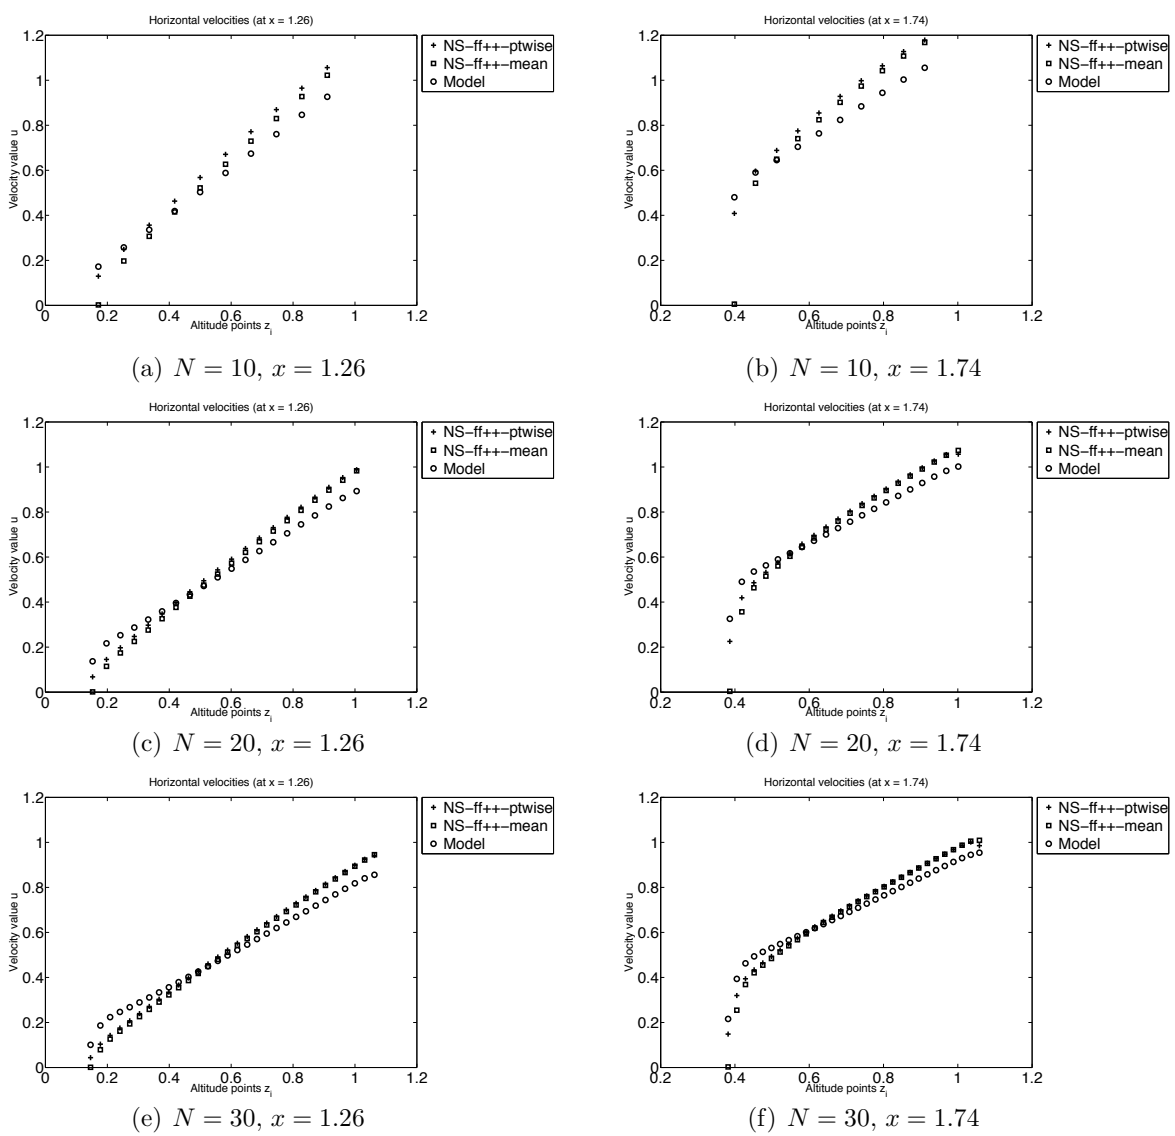 Horizontal velocities (at x = 1.26)
NS-ff++-ptwise
NS-ff++-mean
Model
Velocity value u
1.2
1
0.8
0.6
0.4
0.2
0
0 0.2 0.4 0.6 0.8 1 1.2
Altitude points z_i
(a) N = 10, x = 1.26
Horizontal velocities (at x = 1.74)
NS-ff++-ptwise
NS-ff++-mean
Model
Velocity value u
1.2
1
0.8
0.6
0.4
0.2
0
0.2 0.4 0.6 0.8 1 1.2
Altitude points z_i
(b) N = 10, x = 1.74
Horizontal velocities (at x = 1.26)
NS-ff++-ptwise
NS-ff++-mean
Model
Velocity value u
1.2
1
0.8
0.6
0.4
0.2
0
0 0.2 0.4 0.6 0.8 1 1.2
Altitude points z_i
(c) N = 20, x = 1.26
Horizontal velocities (at x = 1.74)
NS-ff++-ptwise
NS-ff++-mean
Model
Velocity value u
1.2
1
0.8
0.6
0.4
0.2
0
0.2 0.4 0.6 0.8 1 1.2
Altitude points z_i
(d) N = 20, x = 1.74
Horizontal velocities (at x = 1.26)
NS-ff++-ptwise
NS-ff++-mean
Model
Velocity value u
1.2
1
0.8
0.6
0.4
0.2
0
0 0.2 0.4 0.6 0.8 1 1.2
Altitude points z_i
(e) N = 30, x = 1.26
Horizontal velocities (at x = 1.74)
NS-ff++-ptwise
NS-ff++-mean
Model
Velocity value u
1.2
1
0.8
0.6
0.4
0.2
0
0.2 0.4 0.6 0.8 1 1.2
Altitude points z_i
(f) N = 30, x = 1.74